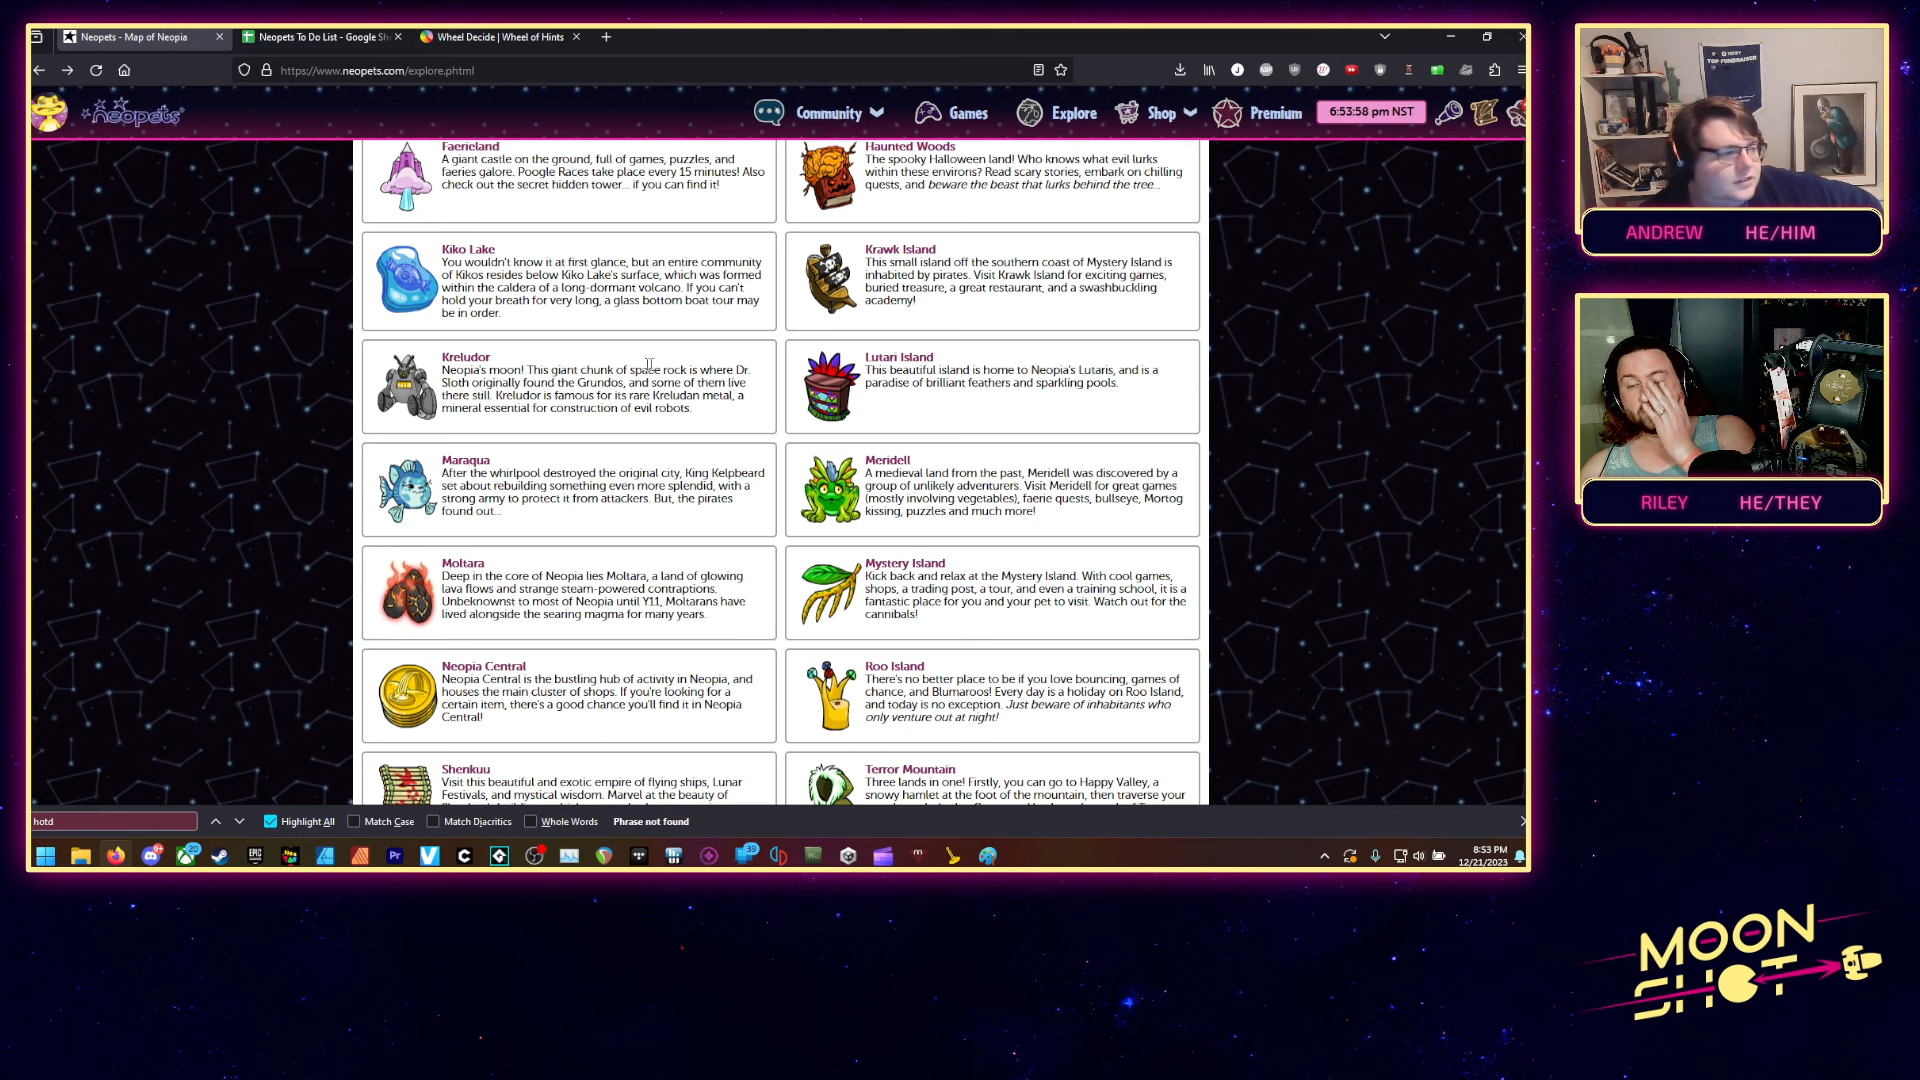 Neopets - Map of Neopia
Neopets To Do List - Google Sh
Wheel Decide | Wheel of Hints
https://www.neopets.com/explore.phtml
neopets
Community
Games
Explore
Shop
Premium
6:53:58 pm NST
Faerieland
A giant castle on the ground, full of games, puzzles, and
faeries galore. Poogle Races take place every 15 minutes! Also
check out the secret hidden tower... if you can find it!
Haunted Woods
The spooky Halloween land! Who knows what evil lurks
within these environs? Read scary stories, embark on chilling
quests, and beware the beast that lurks behind the tree...
Kiko Lake
You wouldn't know it at first glance, but an entire community
of Kikos resides below Kiko Lake's surface, which was formed
within the caldera of a long-dormant volcano. If you can't
hold your breath for very long, a glass bottom boat tour may
be in order.
Krawk Island
This small island off the southern coast of Mystery Island is
inhabited by pirates. Visit Krawk Island for exciting games,
buried treasure, a great restaurant, and a swashbuckling
academy!
Kreludor
Neopia's moon! This giant chunk of space rock is where Dr.
Sloth originally found the Grundos, and some of them live
there still. Kreludor is famous for its rare Kreludan metal, a
mineral essential for construction of evil robots.
Lutari Island
This beautiful island is home to Neopia's Lutaris, and is a
paradise of brilliant feathers and sparkling pools.
Maraqua
After the whirlpool destroyed the original city, King Kelpbeard
set about rebuilding something even more splendid, with a
strong army to protect it from attackers. But, the pirates
found out...
Meridell
A medieval land from the past, Meridell was discovered by a
group of unlikely adventurers. Visit Meridell for great games
(mostly involving vegetables), faerie quests, bullseye, Mortog
kissing, puzzles and much more!
Moltara
Deep in the core of Neopia lies Moltara, a land of glowing
lava flows and strange steam-powered contraptions.
Unbeknownst to most of Neopia until Y11, Moltarans have
lived alongside the searing magma for many years.
Mystery Island
Kick back and relax at the Mystery Island. With cool games,
shops, a trading post, a tour, and even a training school, it is a
fantastic place for you and your pet to visit. Watch out for the
cannibals!
Neopia Central
Neopia Central is the bustling hub of activity in Neopia, and
houses the main cluster of shops. If you're looking for a
certain item, there's a good chance you'll find it in Neopia
Central!
Roo Island
There's no better place to be if you love bouncing, games of
chance, and Blumaroos! Every day is a holiday on Roo Island,
and today is no exception. Just beware of inhabitants who
only venture out at night!
Shenkuu
Visit this beautiful and exotic empire of flying ships, Lunar
Festivals, and mystical wisdom. Marvel at the beauty of
Terror Mountain
Three lands in one! Firstly, you can go to Happy Valley, a
snowy hamlet at the foot of the mountain, then traverse your
hotd
Highlight All
Match Case
Match Diacritics
Whole Words
Phrase not found
8:53 PM
12/21/2023
TOP FUNDRAISER
ANDREW HE/HIM
RILEY HE/THEY
MOON
SHOT